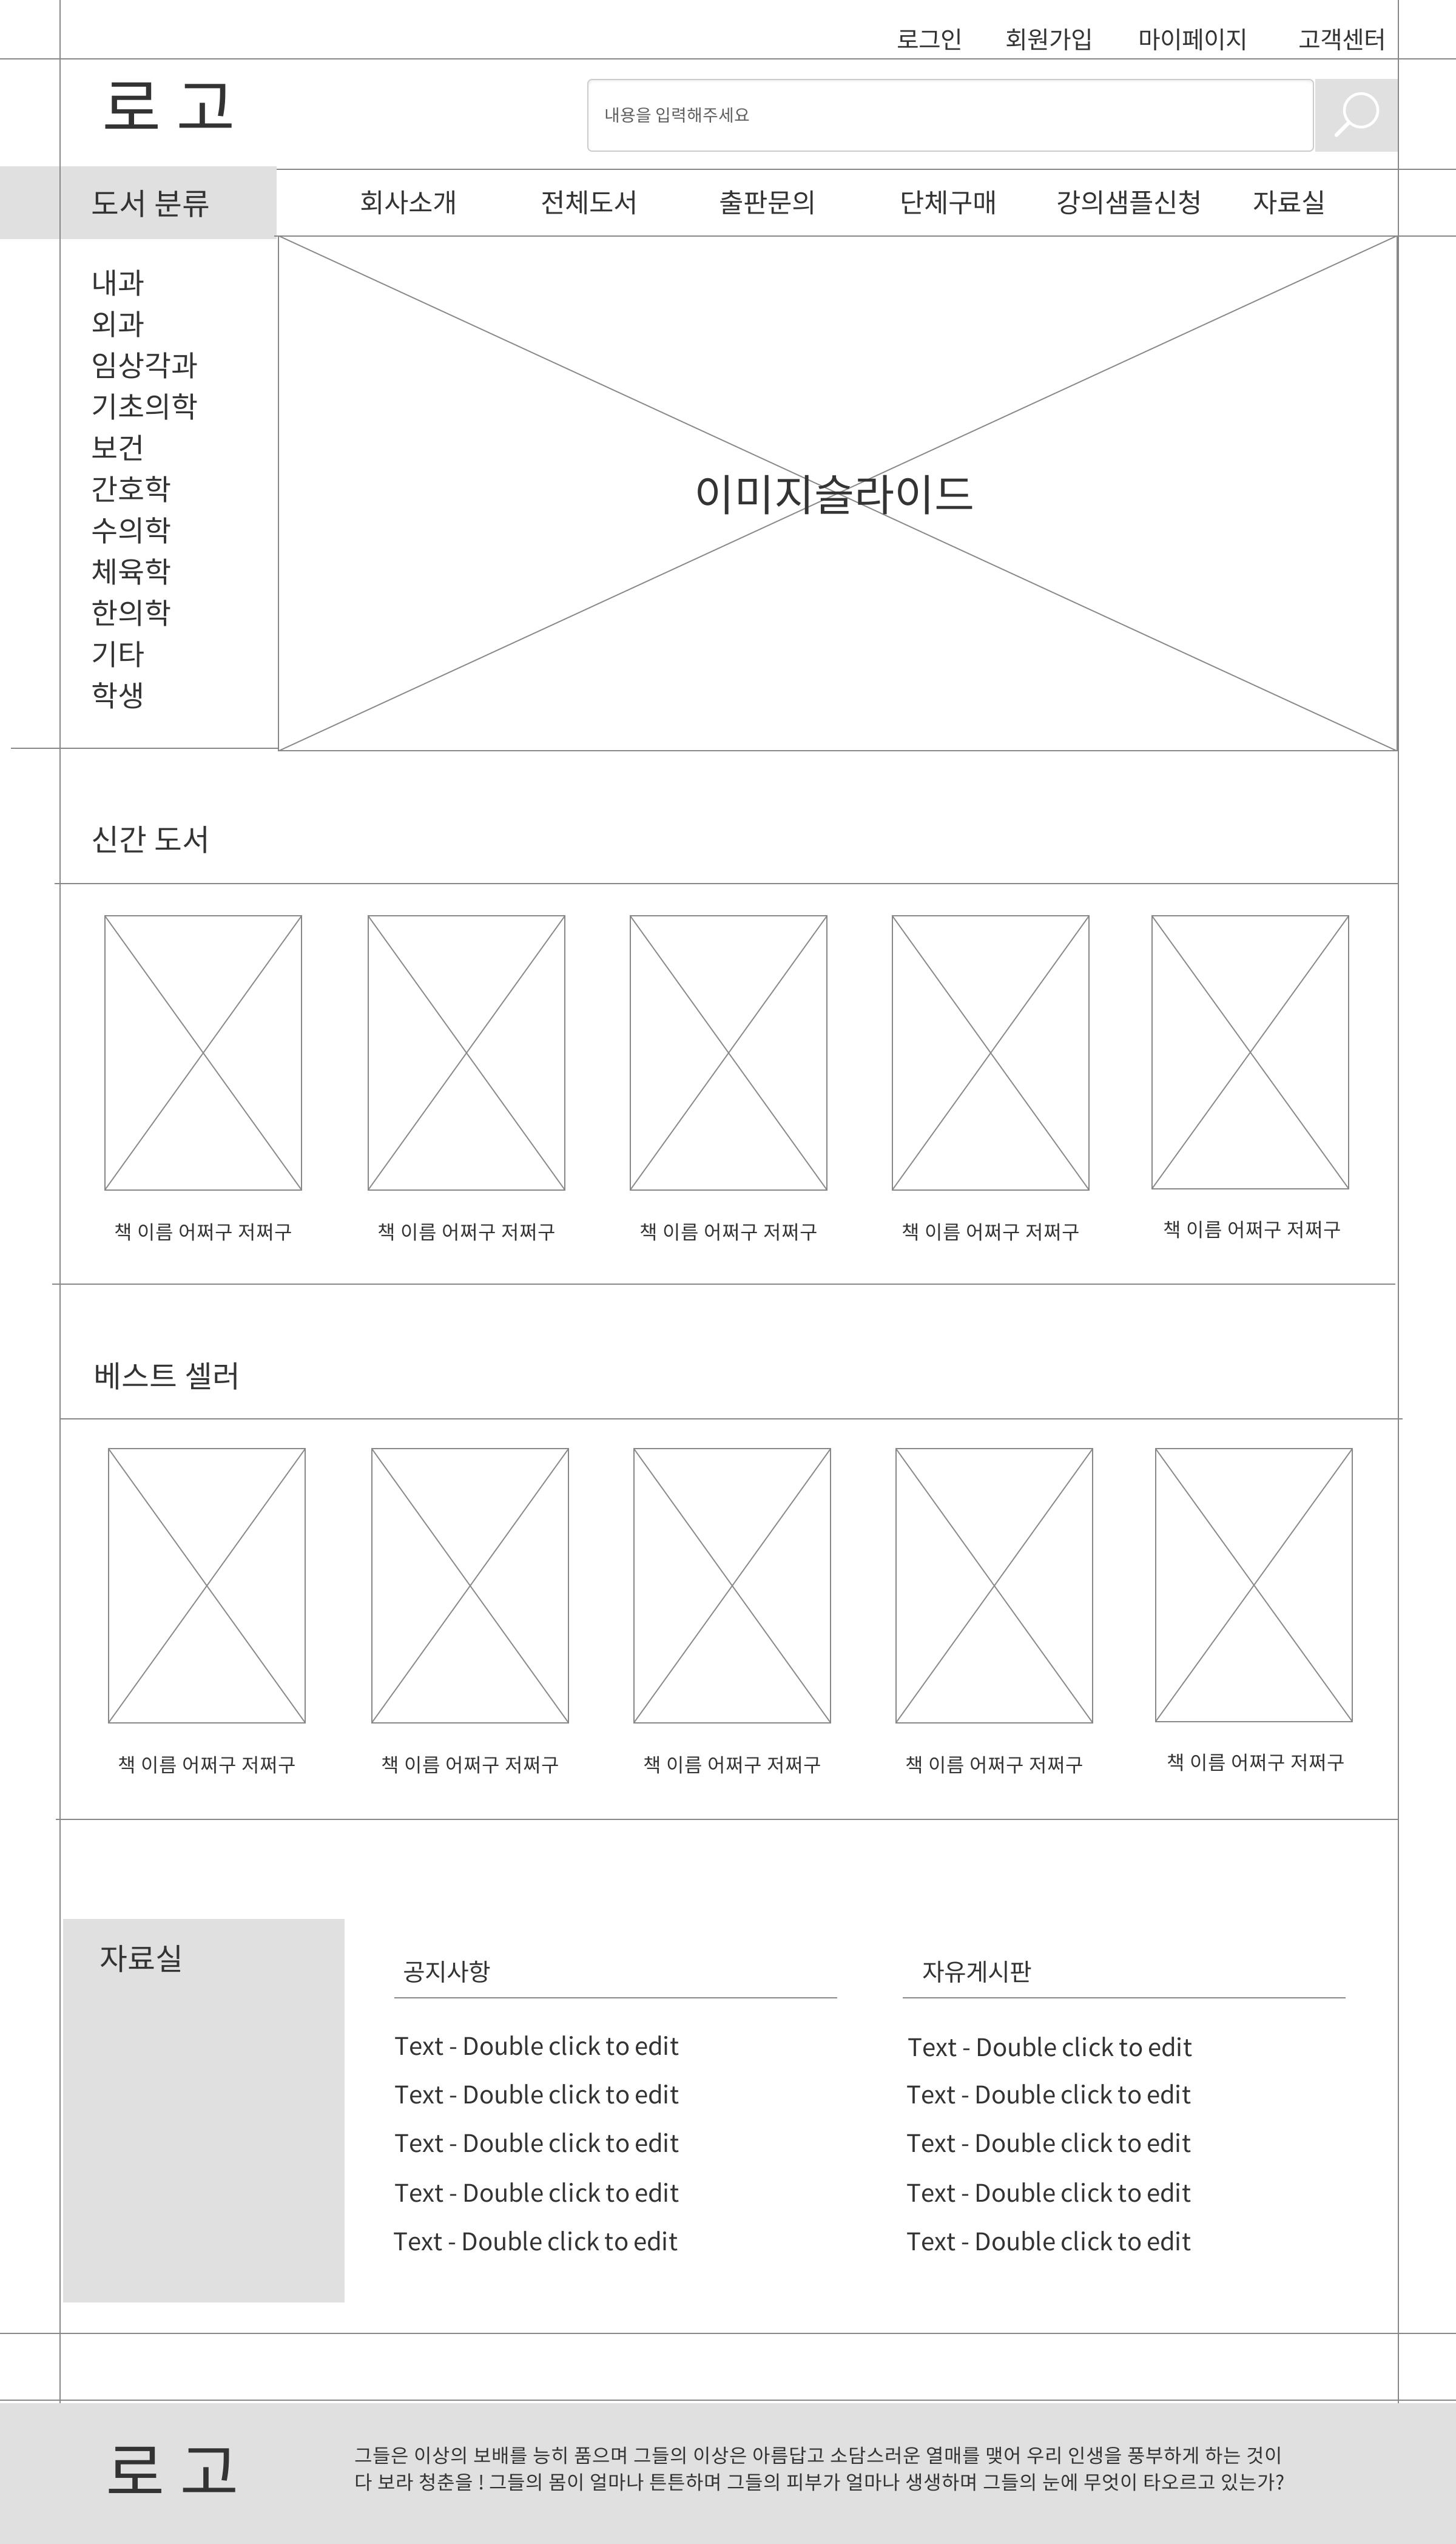 로그인 회원가입 마이페이지 고객센터
로 고
내용을 입력해주세요
도서 분류 회사소개 전체도서 출판문의 단체구매 강의샘플신청 자료실
내과
외과
임상각과
기초의학
보건
간호학
수의학
체육학
한의학
기타
학생
이미지슬라이드
신간 도서
책 이름 어쩌구 저쩌구 책 이름 어쩌구 저쩌구 책 이름 어쩌구 저쩌구 책 이름 어쩌구 저쩌구 책 이름 어쩌구 저쩌구
베스트 셀러
책 이름 어쩌구 저쩌구 책 이름 어쩌구 저쩌구 책 이름 어쩌구 저쩌구 책 이름 어쩌구 저쩌구 책 이름 어쩌구 저쩌구
자료실
공지사항
Text - Double click to edit
Text - Double click to edit
Text - Double click to edit
Text - Double click to edit
Text - Double click to edit
자유게시판
Text - Double click to edit
Text - Double click to edit
Text - Double click to edit
Text - Double click to edit
Text - Double click to edit
로 고
그들은 이상의 보배를 능히 품으며 그들의 이상은 아름답고 소담스러운 열매를 맺어 우리 인생을 풍부하게 하는 것이
다 보라 청춘을 ! 그들의 몸이 얼마나 튼튼하며 그들의 피부가 얼마나 생생하며 그들의 눈에 무엇이 타오르고 있는가?